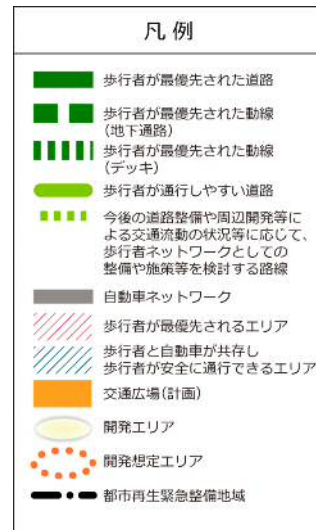 凡例
歩行者が最優先された道路
歩行者が最優先された動線
(地下通路)
歩行者が最優先された動線
(デッキ)
歩行者が通行しやすい道路
今後の道路整備や周辺開発等に
よる交通流動の状況等に応じて、
歩行者ネットワークとしての
整備や施策等を検討する路線
自動車ネットワーク
歩行者が最優先されるエリア
歩行者と自動車が共存し
歩行者が安全に通行できるエリア
交通広場(計画)
開発エリア
開発想定エリア
都市再生緊急整備地域